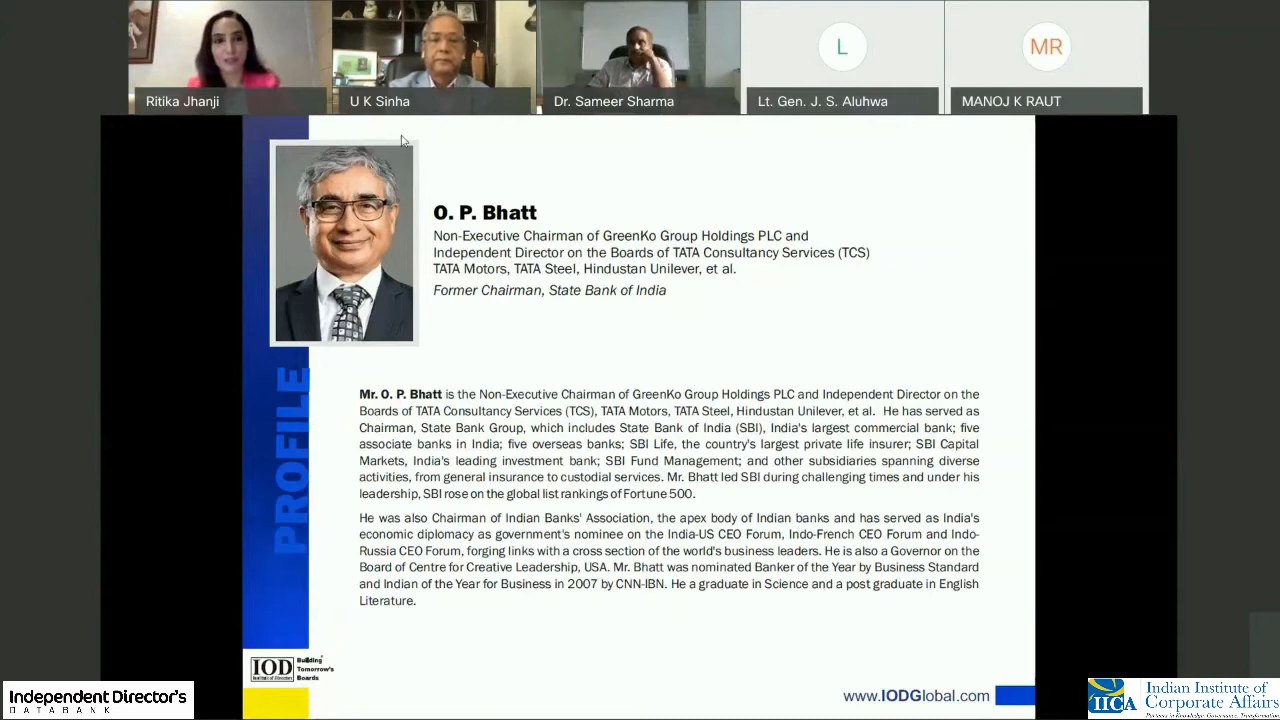 L
MR
Ritika Jhanji
U K Sinha
Dr. Sameer Sharma
Lt. Gen. J. S. Aluhwa
MANOJ K RAUT
O. P. Bhatt
Non-Executive Chairman of GreenKo Group Holdings PLC and
Independent Director on the Boards of TATA Consultancy Services (TCS)
TATA Motors, TATA Steel, Hindustan Unilever, et al.
Former Chairman, State Bank of India
PROFILE
Mr. O. P. Bhatt is the Non-Executive Chairman of GreenKo Group Holdings PLC and Independent Director on the
Boards of TATA Consultancy Services (TCS), TATA Motors, TATA Steel, Hindustan Unilever, et al. He has served as
Chairman, State Bank Group, which includes State Bank of India (SBI), India's largest commercial bank; five
associate banks in India; five overseas banks; SBI Life, the country's largest private life insurer; SBI Capital
Markets, India's leading investment bank; SBI Fund Management; and other subsidiaries spanning diverse
activities, from general insurance to custodial services. Mr. Bhatt led SBI during challenging times and under his
leadership, SBI rose on the global list rankings of Fortune 500.
He was also Chairman of Indian Banks' Association, the apex body of Indian banks and has served as India's
economic diplomacy as government's nominee on the India-US CEO Forum, Indo-French CEO Forum and Indo-
Russia CEO Forum, forging links with a cross section of the world's business leaders. He is also a Governor on the
Board of Centre for Creative Leadership, USA. Mr. Bhatt was nominated Banker of the Year by Business Standard
and Indian of the Year for Business in 2007 by CNN-IBN. He a graduate in Science and a post graduate in English
Literature.
IOD
Institute of Directors
Building
Tomorrow's
Boards
www.IODGlobal.com
Independent Director's
DATABANK
IICA
Indian Institute of
Corporate Affairs
Partners in Knowledge. Governance. Transformation